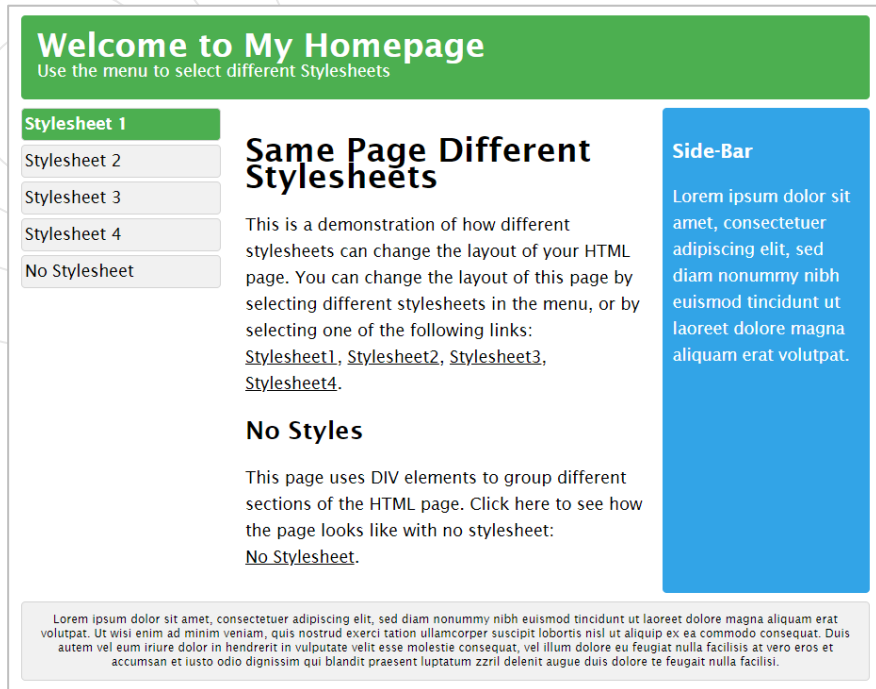 Welcome to My Homepage
Use the menu to select different Stylesheets
Stylesheet 1
Stylesheet 2
Stylesheet 3
Stylesheet 4
No Stylesheet
Same Page Different
Stylesheets
This is a demonstration of how different
stylesheets can change the layout of your HTML
page. You can change the layout of this page by
selecting different stylesheets in the menu, or by
selecting one of the following links:
Stylesheet1, Stylesheet2, Stylesheet3,
Stylesheet4.
No Styles
This page uses DIV elements to group different
sections of the HTML page. Click here to see how
the page looks like with no stylesheet:
No Stylesheet.
Side-Bar
Lorem ipsum dolor sit
amet, consectetuer
adipiscing elit, sed
diam nonummy nibh
euismod tincidunt ut
laoreet dolore magna
aliquam erat volutpat.
Lorem ipsum dolor sit amet, consectetuer adipiscing elit, sed diam nonummy nibh euismod tincidunt ut laoreet dolore magna aliquam erat
volutpat. Ut wisi enim ad minim veniam, quis nostrud exerci tation ullamcorper suscipit lobortis nisl ut aliquip ex ea commodo consequat. Duis
autem vel eum iriure dolor in hendrerit in vulputate velit esse molestie consequat, vel illum dolore eu feugiat nulla facilisis at vero eros et
accumsan et iusto odio dignissim qui blandit praesent luptatum zzril delenit augue duis dolore te feugait nulla facilisi.